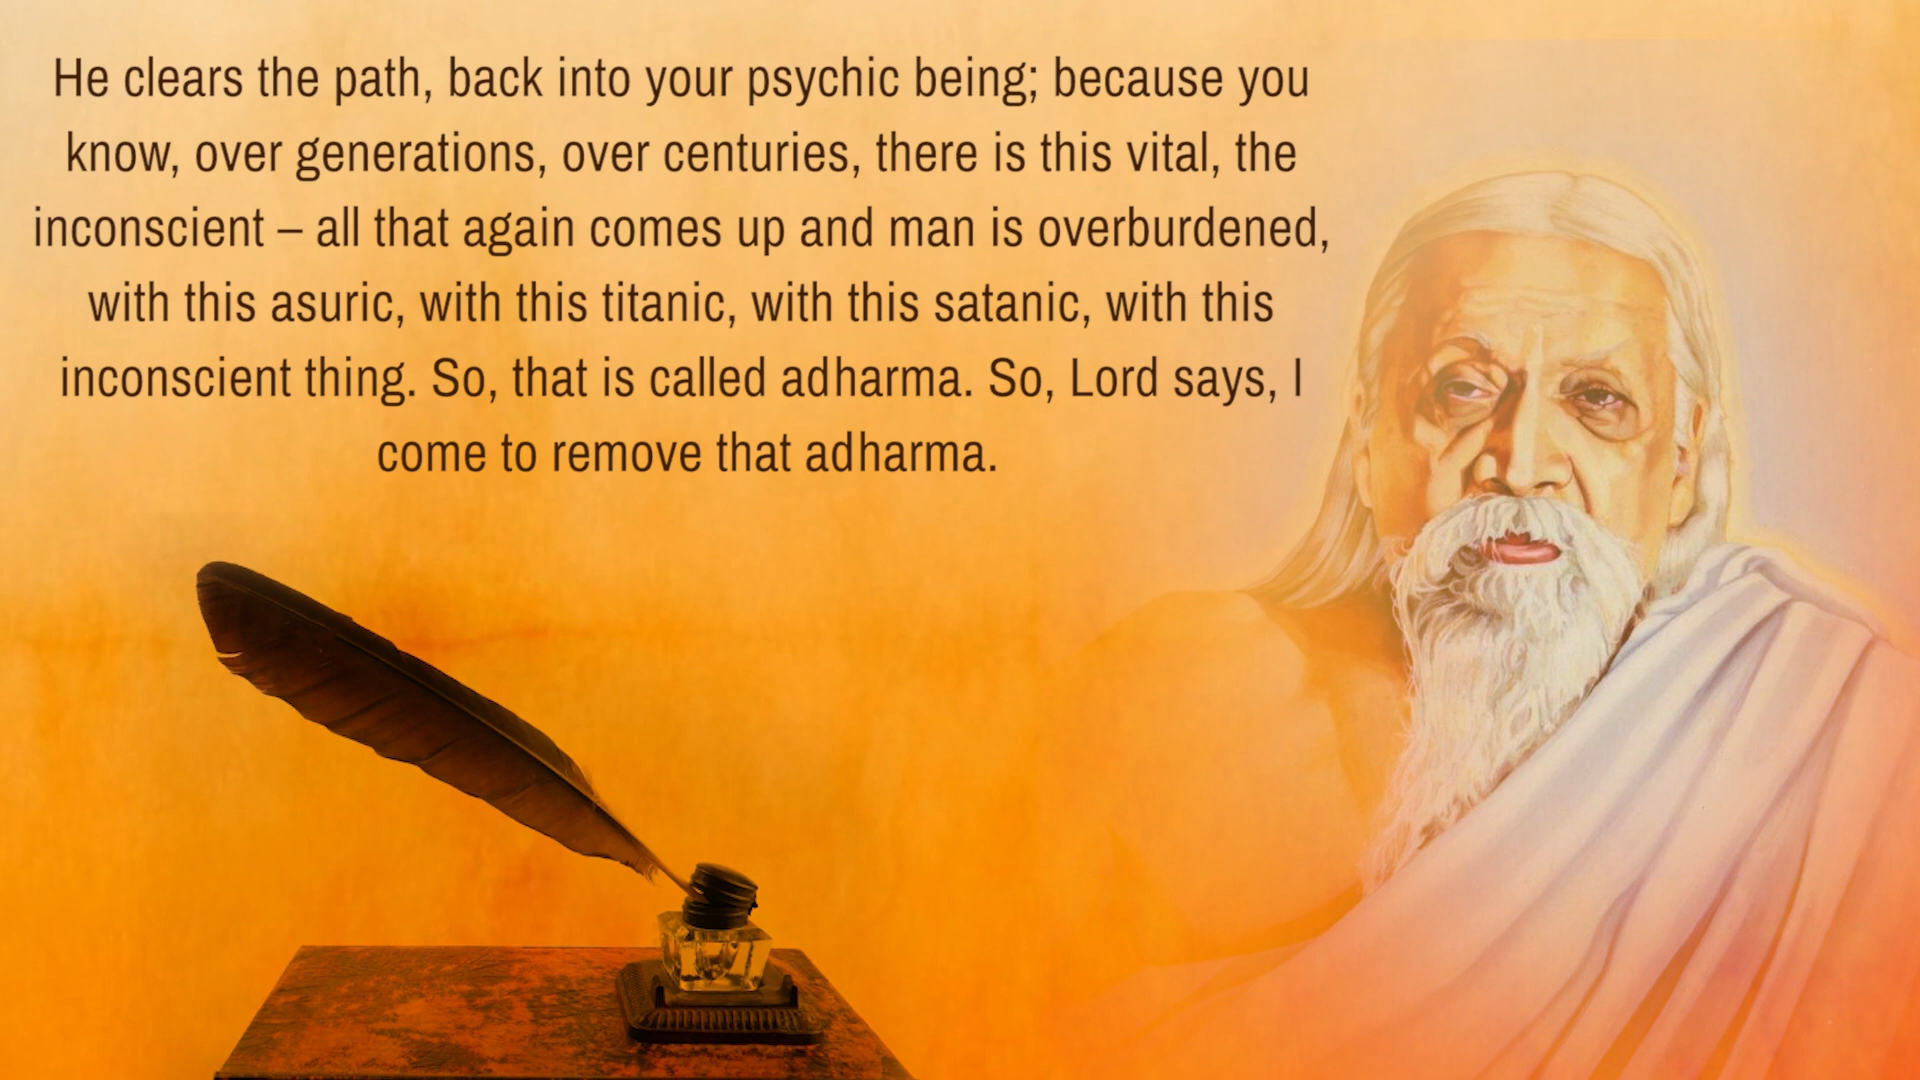 He clears the path, back into your psychic being; because you
know, over generations, over centuries, there is this vital, the
inconscient – all that again comes up and man is overburdened,
with this asuric, with this titanic, with this satanic, with this
inconscient thing. So, that is called adharma. So, Lord says, I
come to remove that adharma.